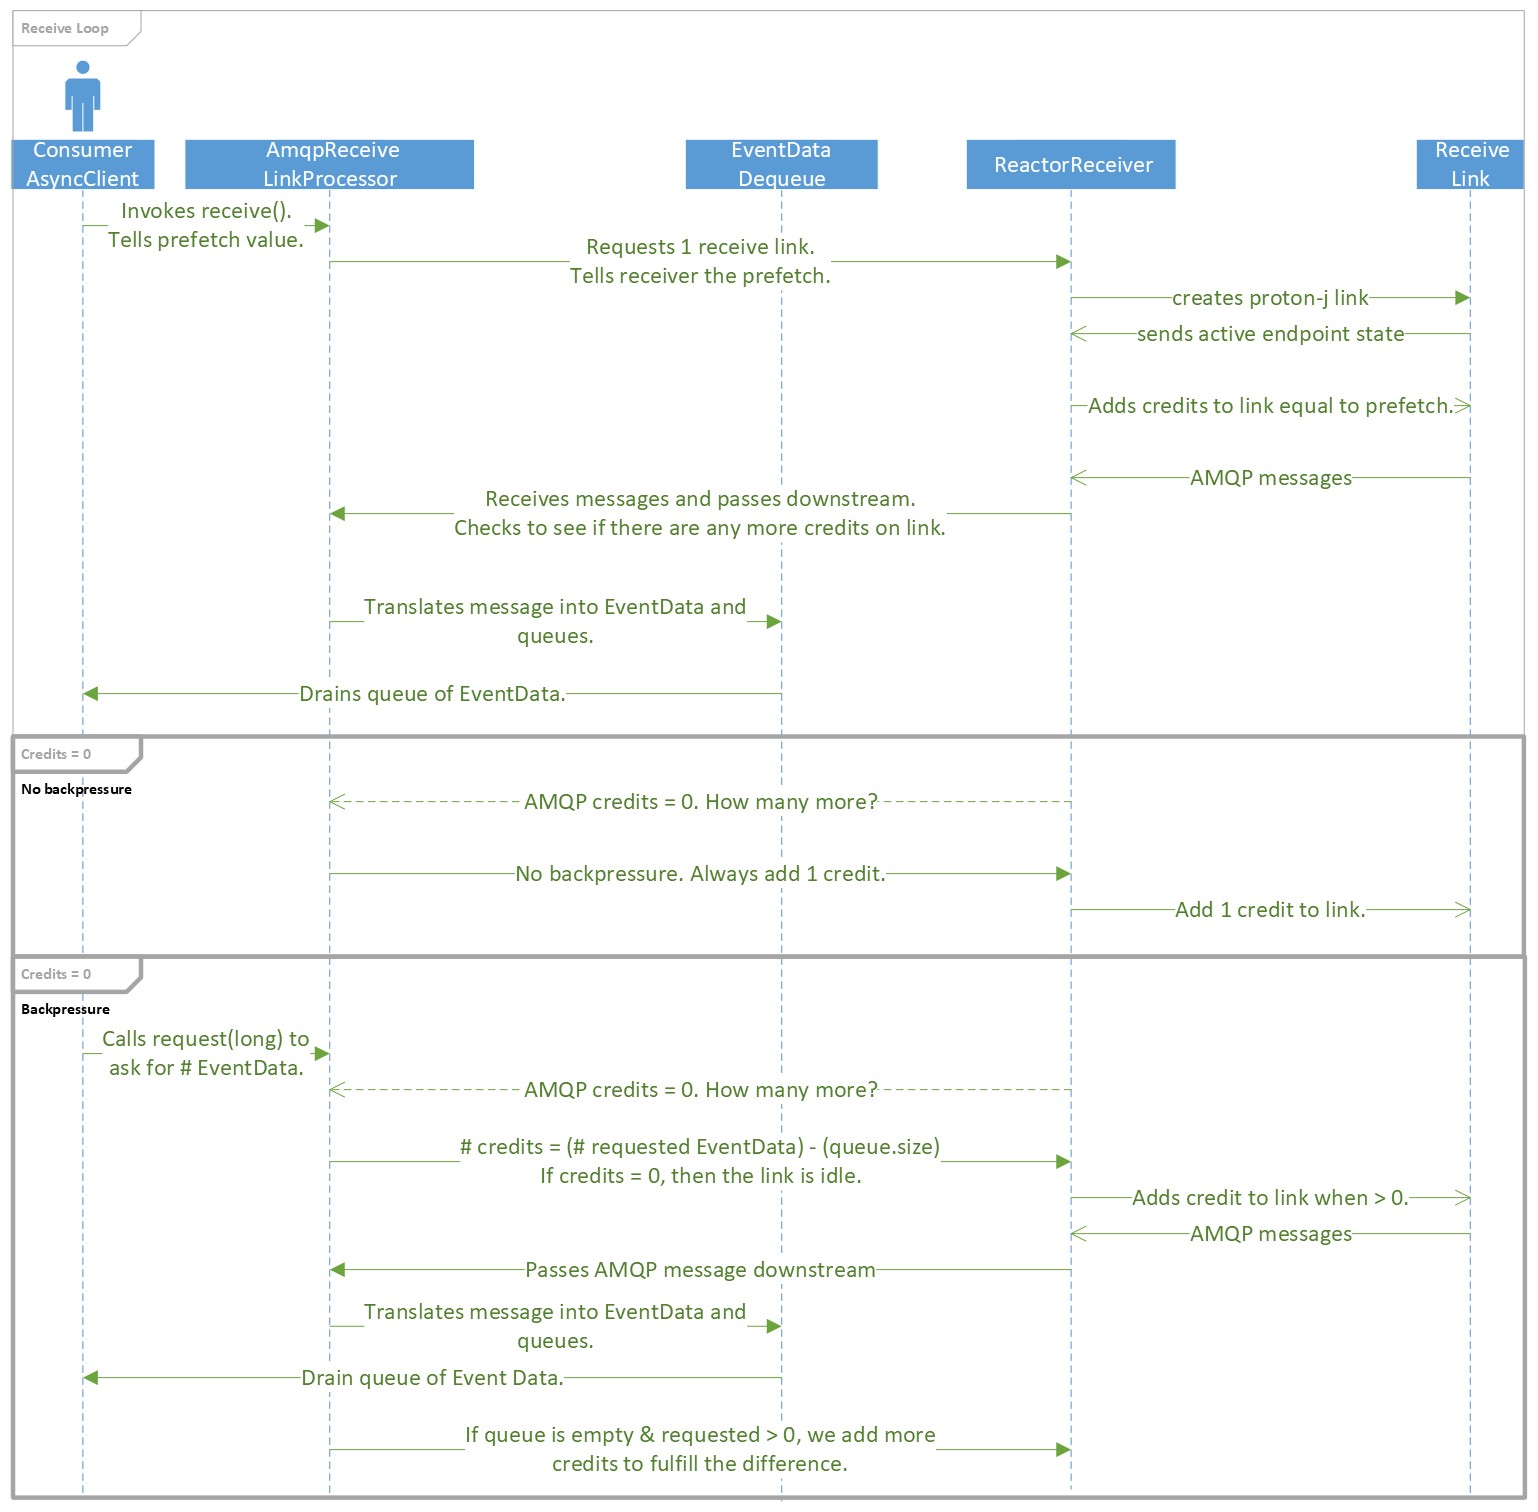 Receive Loop
Consumer
AsyncClient
AmqpReceive
LinkProcessor
EventData
Dequeue
ReactorReceiver
Receive
Link
Invokes receive().
Tells prefetch value.
Requests 1 receive link.
Tells receiver the prefetch.
creates proton-j link
sends active endpoint state
Adds credits to link equal to prefetch.
AMQP messages
Receives messages and passes downstream.
Checks to see if there are any more credits on link.
Translates message into EventData and
queues.
Drains queue of EventData.
Credits = 0
No backpressure
AMQP credits = 0. How many more?
No backpressure. Always add 1 credit.
Add 1 credit to link.
Credits = 0
Backpressure
Calls request(long) to
ask for # EventData.
AMQP credits = 0. How many more?
# credits = (# requested EventData) - (queue.size)
If credits = 0, then the link is idle.
Adds credit to link when > 0.
AMQP messages
Passes AMQP message downstream
Translates message into EventData and
queues.
Drain queue of Event Data.
If queue is empty & requested > 0, we add more
credits to fulfill the difference.